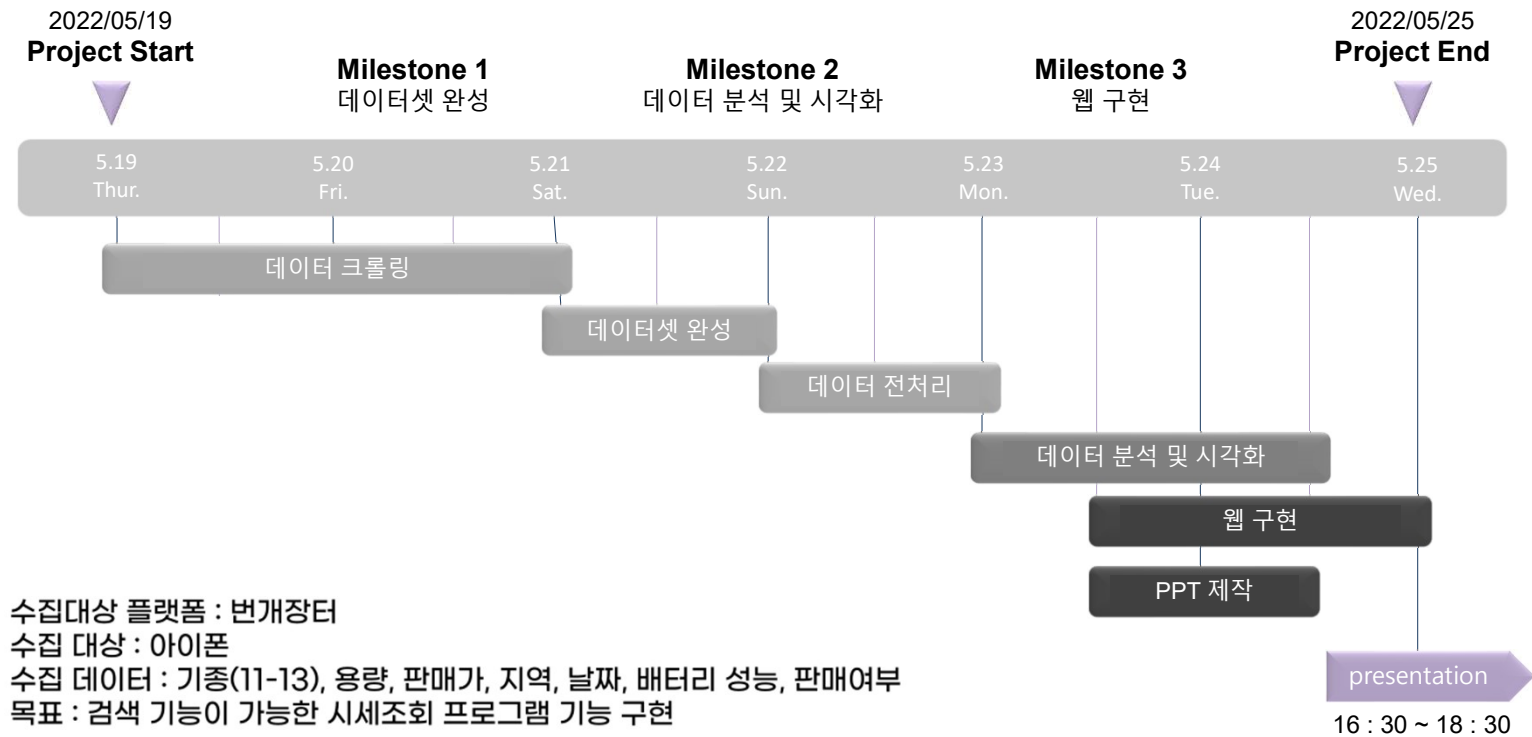 2022/05/19
Project Start
Milestone 1
데이터셋 완성
Milestone 2
데이터 분석 및 시각화
Milestone 3
웹 구현
2022/05/25
Project End
5.19
Thur.
5.20
Fri.
5.21
Sat.
5.22
Sun.
5.23
Mon.
5.24
Tue.
5.25
Wed.
데이터 크롤링
데이터셋 완성
데이터 전처리
데이터 분석 및 시각화
웹 구현
PPT 제작
수집대상 플랫폼 : 번개장터
수집 대상 : 아이폰
수집 데이터 : 기종(11-13), 용량, 판매가, 지역, 날짜, 배터리 성능, 판매여부
목표 : 검색 기능이 가능한 시세조회 프로그램 기능 구현
presentation
16 : 30 ~ 18 : 30